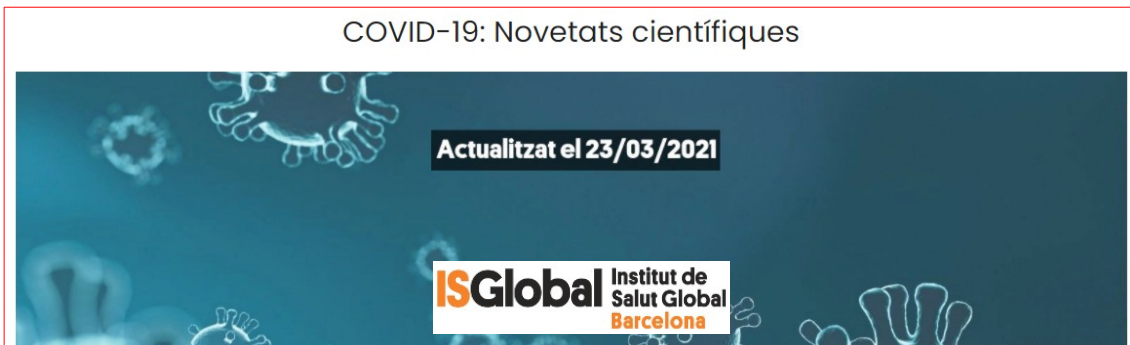 COVID-19: Novetats científiques
Actualitzat el 23/03/2021
ISGlobal Institut de
Salut Global
Barcelona